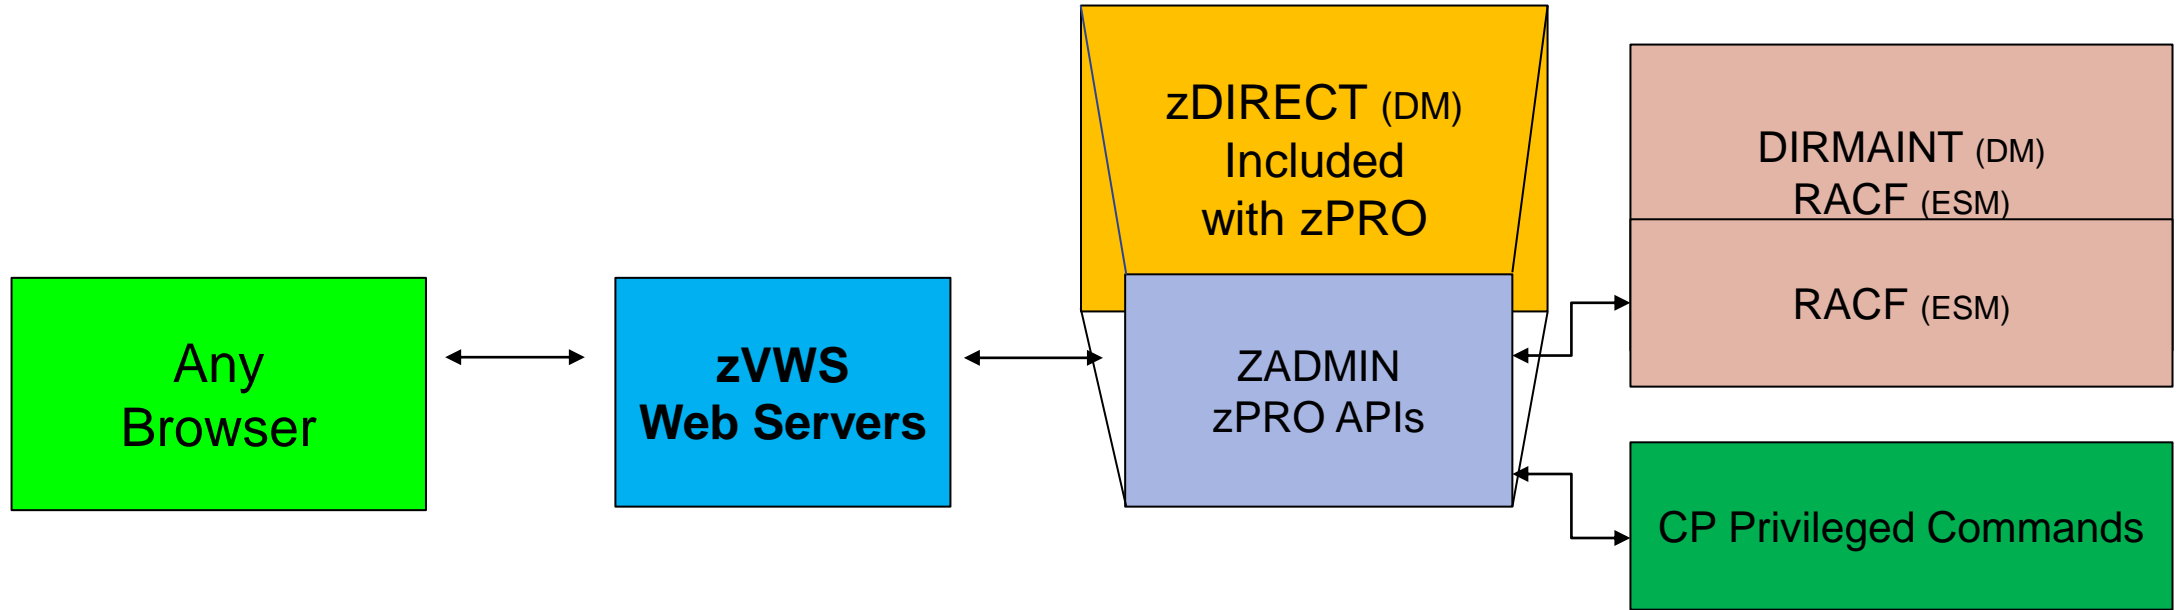 Any
Browser
zVWS
Web Servers
zDIRECT (DM)
Included
with zPRO
ZADMIN
zPRO APIs
DIRMAINT (DM)
RACF (ESM)
RACF (ESM)
CP Privileged Commands